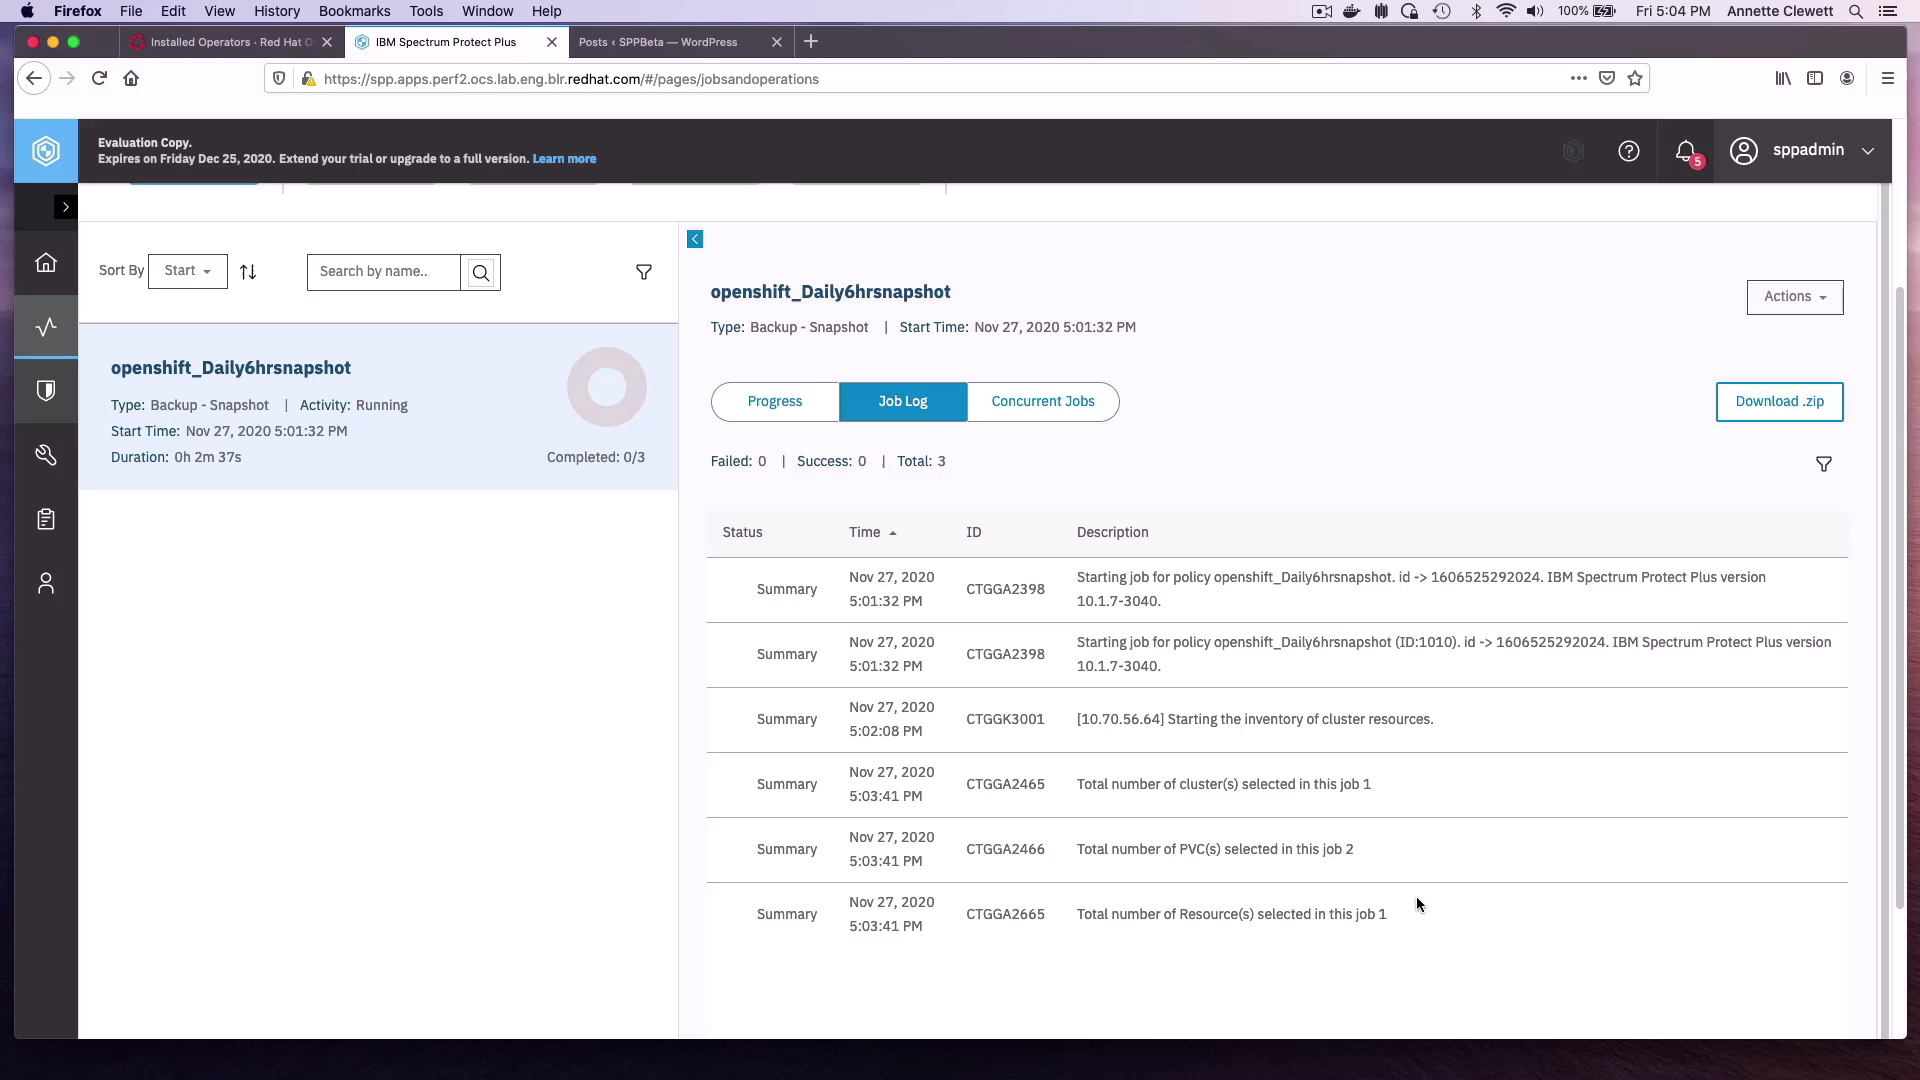 Firefox File Edit View History Bookmarks Tools Window Help 100% Fri 5:04 PM Annette Clewett
Installed Operators · Red Hat O
IBM Spectrum Protect Plus
Posts ‹ SPPBeta — WordPress
https://spp.apps.perf2.ocs.lab.eng.blr.redhat.com/#/pages/jobsandoperations
Evaluation Copy.
Expires on Friday Dec 25, 2020. Extend your trial or upgrade to a full version. Learn more
5
sppadmin
Sort By Start
Search by name..
openshift_Daily6hrsnapshot
Type: Backup - Snapshot | Activity: Running
Start Time: Nov 27, 2020 5:01:32 PM
Duration: 0h 2m 37s
Completed: 0/3
openshift_Daily6hrsnapshot
Actions
Type: Backup - Snapshot | Start Time: Nov 27, 2020 5:01:32 PM
Progress Job Log Concurrent Jobs
Download .zip
Failed: 0 | Success: 0 | Total: 3
Status Time ID Description
Summary Nov 27, 2020 5:01:32 PM CTGGA2398 Starting job for policy openshift_Daily6hrsnapshot. id -> 1606525292024. IBM Spectrum Protect Plus version
10.1.7-3040.
Summary Nov 27, 2020 5:01:32 PM CTGGA2398 Starting job for policy openshift_Daily6hrsnapshot (ID:1010). id -> 1606525292024. IBM Spectrum Protect Plus version
10.1.7-3040.
Summary Nov 27, 2020 5:02:08 PM CTGGK3001 [10.70.56.64] Starting the inventory of cluster resources.
Summary Nov 27, 2020 5:03:41 PM CTGGA2465 Total number of cluster(s) selected in this job 1
Summary Nov 27, 2020 5:03:41 PM CTGGA2466 Total number of PVC(s) selected in this job 2
Summary Nov 27, 2020 5:03:41 PM CTGGA2665 Total number of Resource(s) selected in this job 1